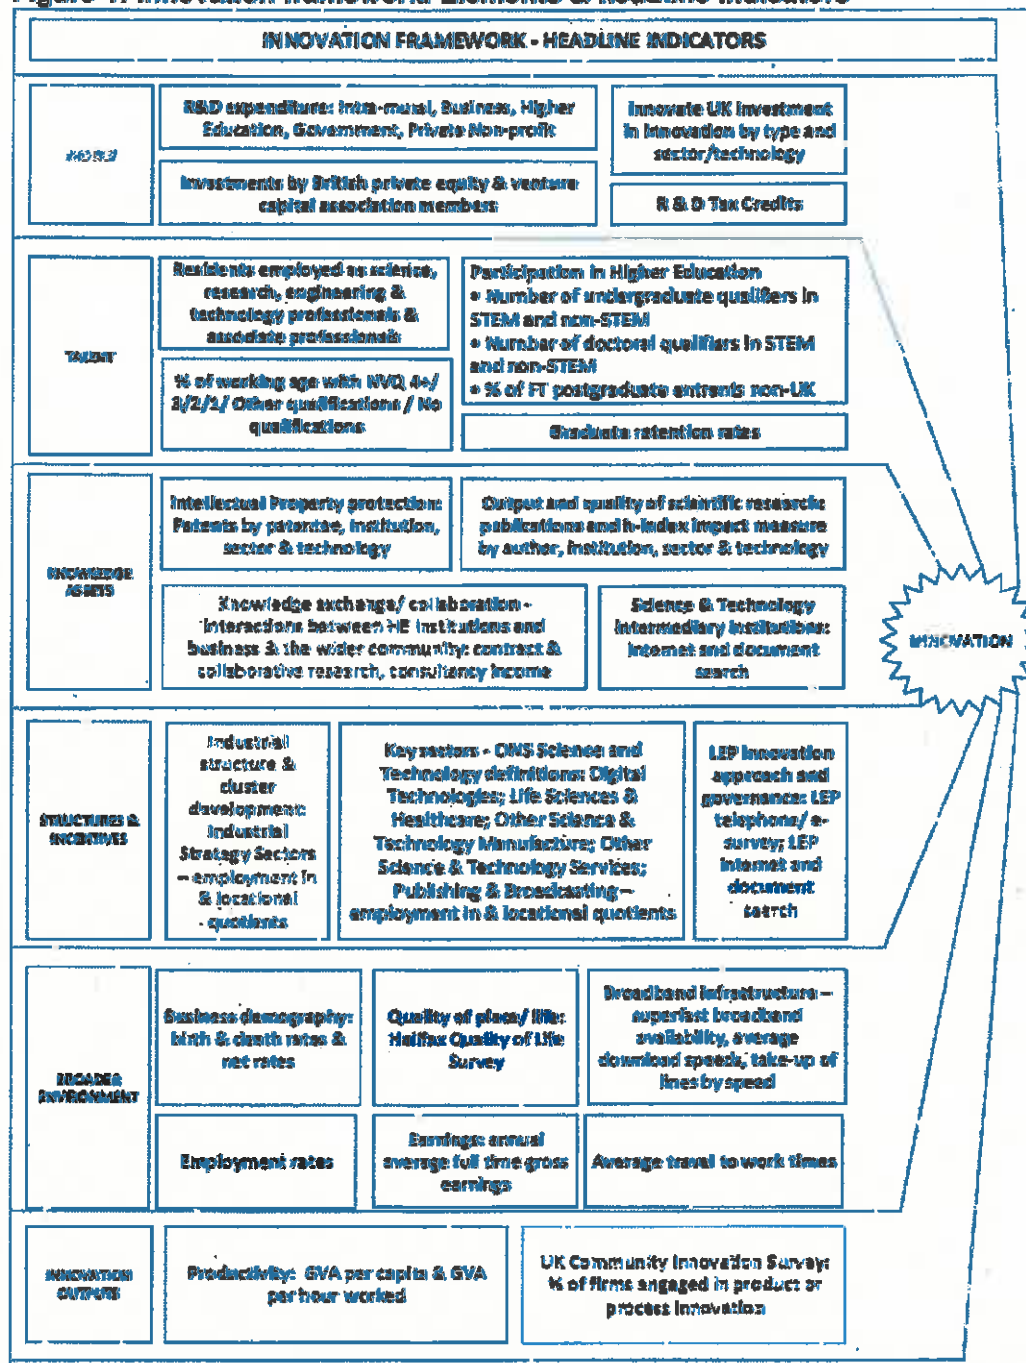 INNOVATION FRAMEWORK - HEADLINE INDICATORS
MONEY
R&D expenditure: Intra-mural, Business, Higher
Education, Government, Private Non-profit
Innovate UK investment
in innovation by type and
sector/technology
Investments by British private equity & venture
capital association members
R & D Tax Credits
TALENT
Residents employed as science,
research, engineering &
technology professionals &
associate professionals
Participation in Higher Education
• Number of undergraduate qualifiers in
STEM and non-STEM
• Number of doctoral qualifiers in STEM
and non-STEM
• % of FT postgraduate entrants non-UK
% of working age with NVQ 4+/
3/2/1/ Other qualifications / No
qualifications
Graduate retention rates
KNOWLEDGE
ASSETS
Intellectual Property protection:
Patents by patentee, institution,
sector & technology
Output and quality of scientific research:
publications and h-index impact measure
by author, institution, sector & technology
Knowledge exchange/ collaboration -
interactions between HE institutions and
business & the wider community: contract &
collaborative research, consultancy income
Science & Technology
intermediary institutions:
internet and document
search
INNOVATION
STRUCTURES &
INCENTIVES
Industrial
structure &
cluster
development:
Industrial
Strategy Sectors
– employment in
& locational
quotients
Key sectors - ONS Science and
Technology definitions: Digital
Technologies; Life Sciences &
Healthcare; Other Science &
Technology Manufacture; Other
Science & Technology Services;
Publishing & Broadcasting –
employment in & locational quotients
LEP Innovation
approach and
governance: LEP
telephone/ e-
survey; LEP
internet and
document
search
BROADER
ENVIRONMENT
Business demography:
birth & death rates &
net rates
Quality of place/ life:
Halifax Quality of Life
Survey
Broadband infrastructure –
superfast broadband
availability, average
download speeds, take-up of
lines by speed
Employment rates
Earnings: annual
average full time gross
earnings
Average travel to work times
INNOVATION
OUTPUTS
Productivity: GVA per capita & GVA
per hour worked
UK Community Innovation Survey:
% of firms engaged in product or
process innovation